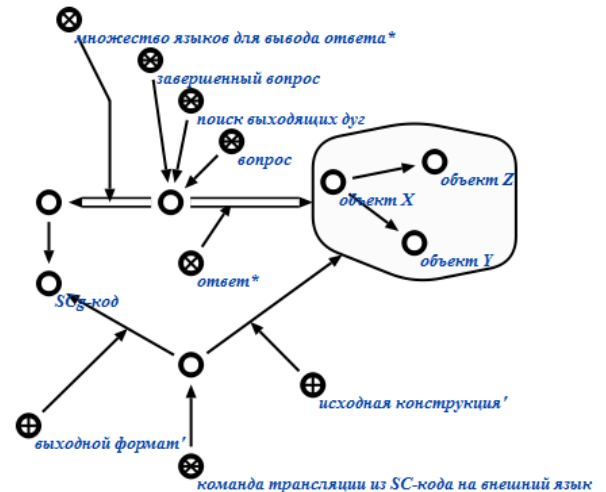 множество языков для вывода ответа*
завершенный вопрос
поиск выходящих дуг
вопрос
объект Z
объект X
объект Y
ответ*
SCg-код
исходная конструкция'
выходной формат'
команда трансляции из SC-кода на внешний язык